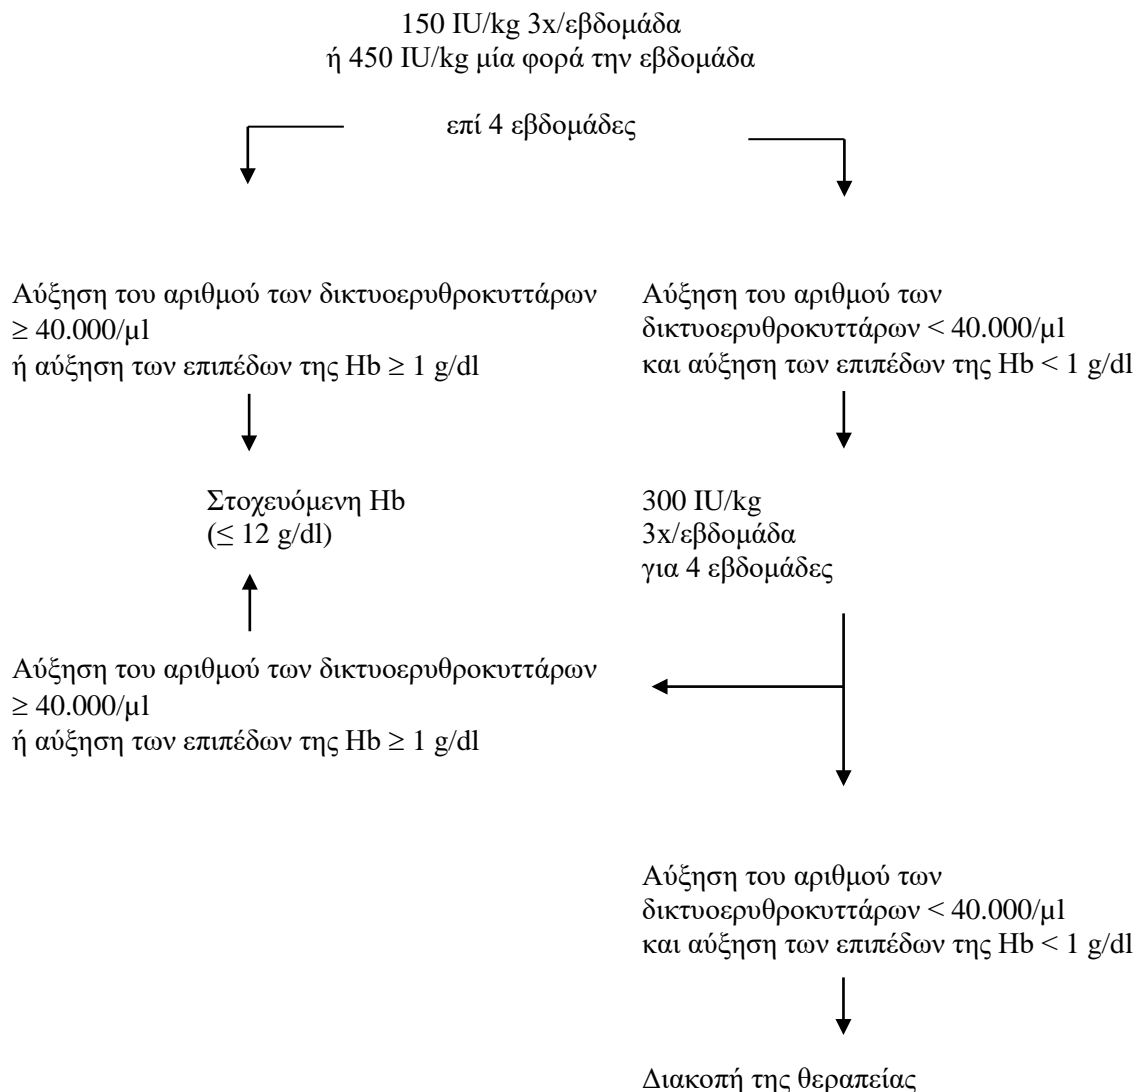 150 IU/kg 3x/εβδομάδα
ή 450 IU/kg μία φορά την εβδομάδα
επί 4 εβδομάδες
Αύξηση του αριθμού των δικτυοερυθροκυττάρων
≥ 40.000/μl
ή αύξηση των επιπέδων της Hb ≥ 1 g/dl
Αύξηση του αριθμού των
δικτυοερυθροκυττάρων < 40.000/μl
και αύξηση των επιπέδων της Hb < 1 g/dl
Στοχευόμενη Hb
(≤ 12 g/dl)
300 IU/kg
3x/εβδομάδα
για 4 εβδομάδες
Αύξηση του αριθμού των δικτυοερυθροκυττάρων
≥ 40.000/μl
ή αύξηση των επιπέδων της Hb ≥ 1 g/dl
Αύξηση του αριθμού των
δικτυοερυθροκυττάρων < 40.000/μl
και αύξηση των επιπέδων της Hb < 1 g/dl
Διακοπή της θεραπείας